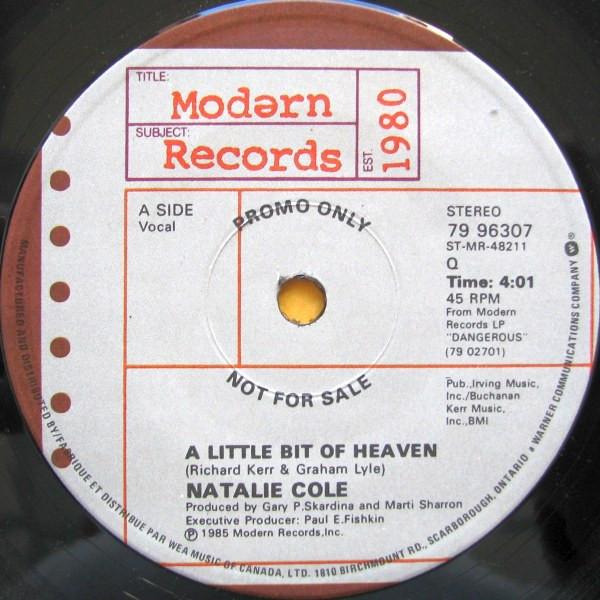 TITLE:
Modərn
SUBJECT:
Records
EST. 1980
A SIDE
Vocal
PROMO ONLY
NOT FOR SALE
STEREO
79 96307
ST-MR-48211
Q
Time: 4:01
45 RPM
From Modern
Records LP
"DANGEROUS"
(79 02701)
Pub.,Irving Music,
Inc./Buchanan
Kerr Music,
Inc.,BMI
A LITTLE BIT OF HEAVEN
(Richard Kerr & Graham Lyle)
NATALIE COLE
Produced by Gary P.Skardina and Marti Sharron
Executive Producer: Paul E.Fishkin
℗ 1985 Modern Records,Inc.
MANUFACTURED AND DISTRIBUTED BY/FABRIQUE ET DISTRIBUE PAR WEA MUSIC OF CANADA, LTD. 1810 BIRCHMOUNT RD., SCARBOROUGH, ONTARIO • WARNER COMMUNICATIONS COMPANY ®